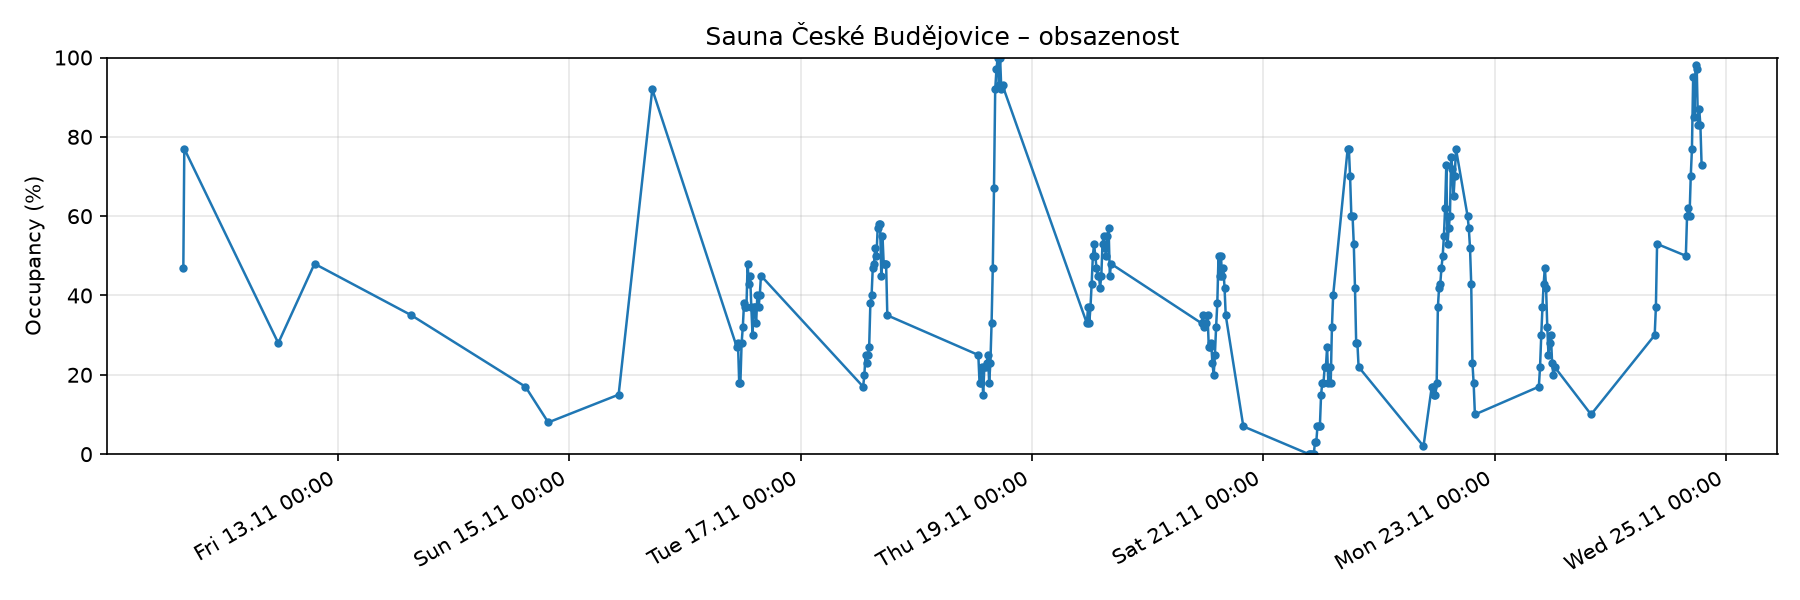 Sauna České Budějovice – obsazenost
Occupancy (%)
100
80
60
40
20
0
Fri 13.11 00:00
Sun 15.11 00:00
Tue 17.11 00:00
Thu 19.11 00:00
Sat 21.11 00:00
Mon 23.11 00:00
Wed 25.11 00:00